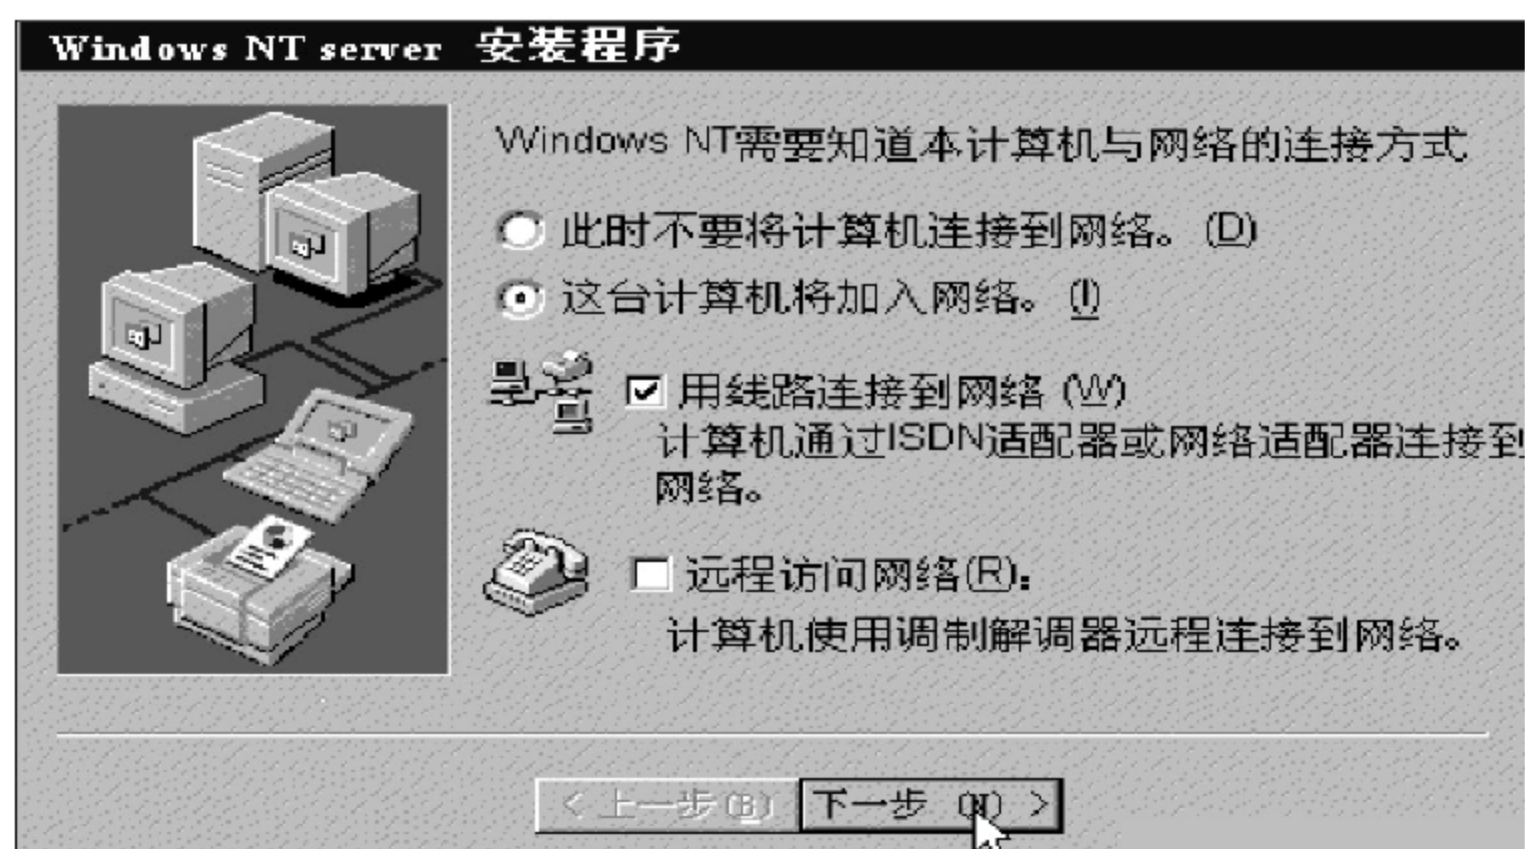 Windows NT server 安装程序
Windows NT需要知道本计算机与网络的连接方式
此时不要将计算机连接到网络。(D)
这台计算机将加入网络。(I)
用线路连接到网络 (W)
计算机通过ISDN适配器或网络适配器连接到
网络。
远程访问网络(R):
计算机使用调制解调器远程连接到网络。
< 上一步(B) 下一步 (N) >